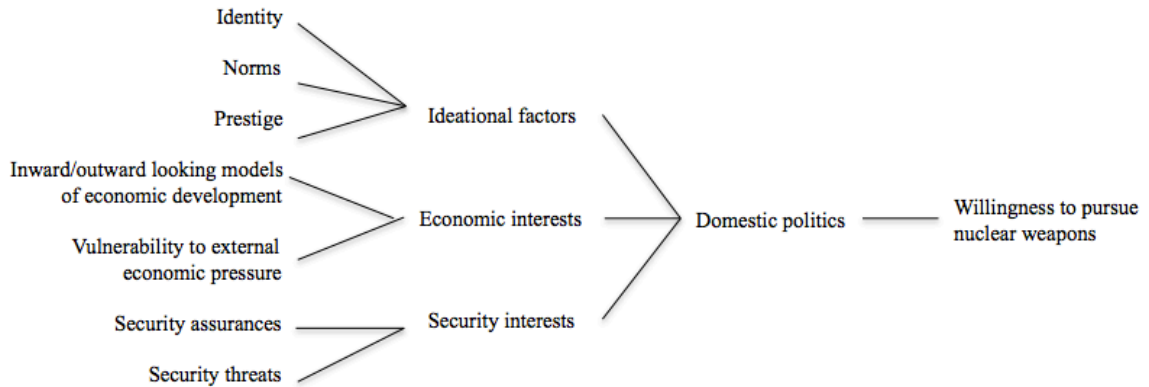 Identity
Norms
Prestige
Ideational factors
Inward/outward looking models
of economic development
Economic interests
Domestic politics
Willingness to pursue
nuclear weapons
Vulnerability to external
economic pressure
Security assurances
Security interests
Security threats